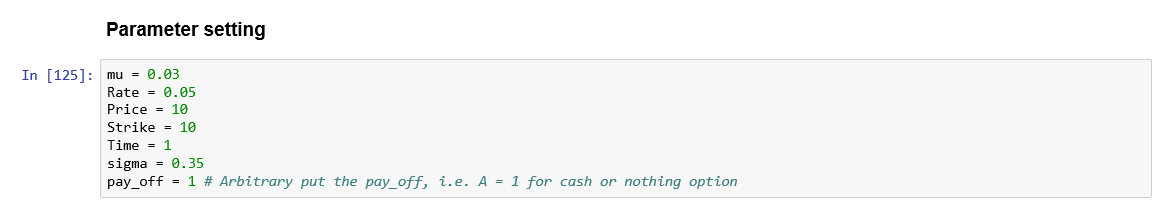 Parameter setting
In [125]:
mu = 0.03
Rate = 0.05
Price = 10
Strike = 10
Time = 1
sigma = 0.35
pay_off = 1 # Arbitrary put the pay_off, i.e. A = 1 for cash or nothing option